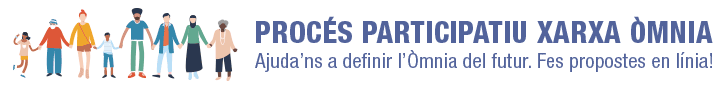 PROCÉS PARTICIPATIU XARXA ÒMNIA
Ajuda'ns a definir l'Òmnia del futur. Fes propostes en línia!